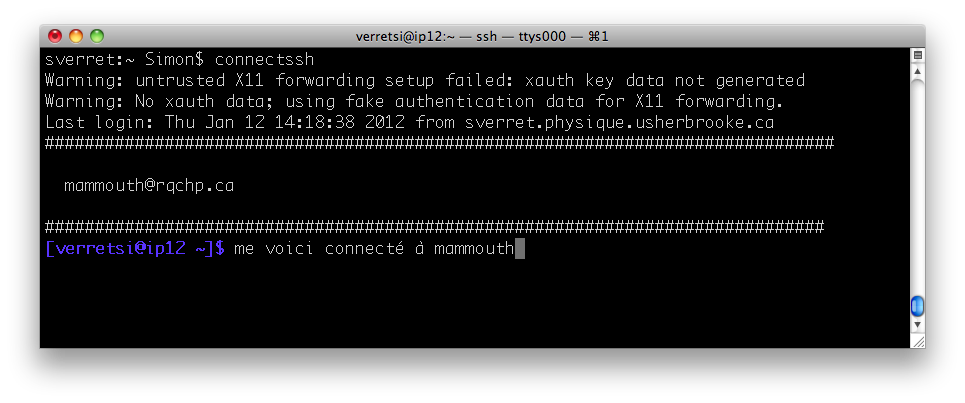 verretsi@ip12:~ — ssh — ttys000 — ⌘1
sverret:~ Simon$ connectssh
Warning: untrusted X11 forwarding setup failed: xauth key data not generated
Warning: No xauth data; using fake authentication data for X11 forwarding.
Last login: Thu Jan 12 14:18:38 2012 from sverret.physique.usherbrooke.ca
###############################################################################
mammouth@rqchp.ca
##############################################################################
[verretsi@ip12 ~]$ me voici connecté à mammouth